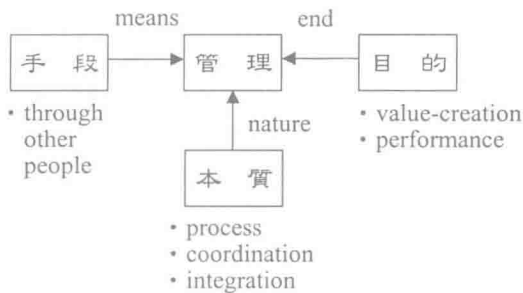 means
end
手 段
管 理
目 的
• through
other
people
nature
• value-creation
• performance
本 質
• process
• coordination
• integration